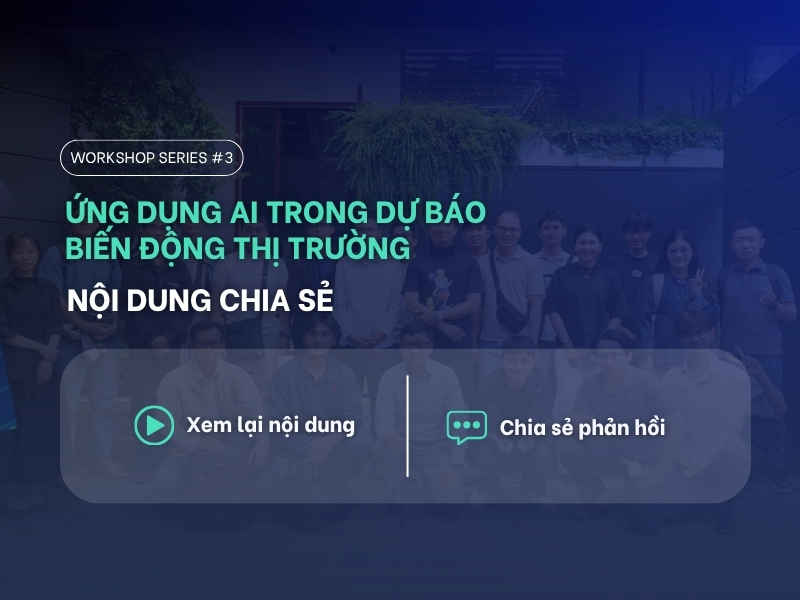 WORKSHOP SERIES #3
ỨNG DỤNG AI TRONG DỰ BÁO
BIẾN ĐỘNG THỊ TRƯỜNG
NỘI DUNG CHIA SẺ
Xem lại nội dung
Chia sẻ phản hồi